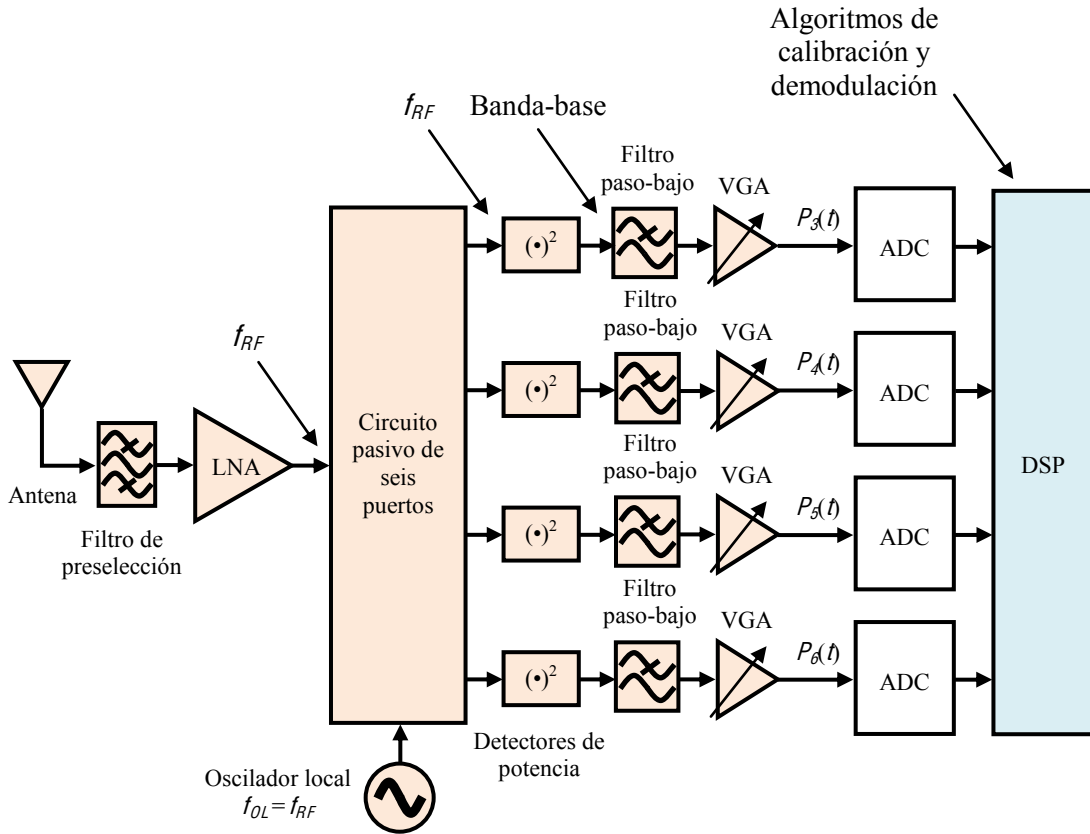 Algoritmos de
calibración y
demodulación
f_RF
Banda-base
Filtro
paso-bajo
VGA
(•)²
P₃(t)
ADC
Filtro
paso-bajo
VGA
(•)²
P₄(t)
ADC
f_RF
Antena
Filtro de
preselección
LNA
Circuito
pasivo de
seis
puertos
Filtro
paso-bajo
VGA
(•)²
P₅(t)
ADC
DSP
Filtro
paso-bajo
VGA
(•)²
P₆(t)
ADC
Detectores de
potencia
Oscilador local
f_OL = f_RF